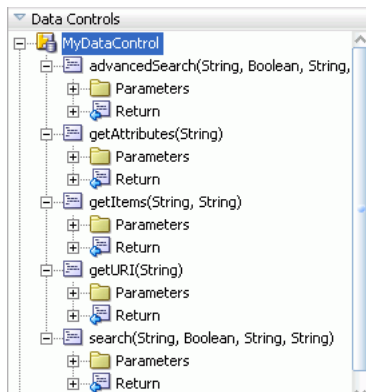 Data Controls
MyDataControl
advancedSearch(String, Boolean, String,
Parameters
Return
getAttributes(String)
Parameters
Return
getItems(String, String)
Parameters
Return
getURI(String)
Parameters
Return
search(String, Boolean, String, String)
Parameters
Return